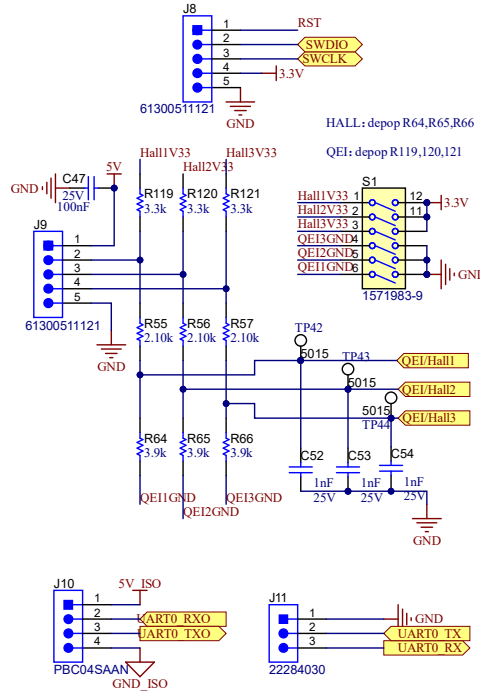 J8
1
RST
2
SWDIO
3
SWCLK
4
3.3V
5
61300511121
GND
HALL: depop R64,R65,R66
QEI: depop R119,120,121
Hall1V33
Hall2V33
Hall3V33
5V
C47
GND
25V
100nF
R119
3.3k
R120
3.3k
R121
3.3k
S1
Hall1V33
1
12
3.3V
Hall2V33
2
11
Hall3V33
3
QEI3GND
4
QEI2GND
5
QEI1GND
6
GND
1571983-9
J9
1
2
3
4
5
61300511121
GND
R55
2.10k
R56
2.10k
R57
2.10k
TP42
5015
QEI/Hall1
TP43
5015
QEI/Hall2
5015
TP44
QEI/Hall3
R64
3.9k
R65
3.9k
R66
3.9k
QEI1GND
QEI2GND
QEI3GND
C52
1nF
25V
C53
1nF
25V
C54
1nF
25V
GND
J10
5V_ISO
1
2
UART0_RXO
3
UART0_TXO
4
PBC04SAAN
GND_ISO
J11
1
GND
2
UART0_TX
3
UART0_RX
22284030